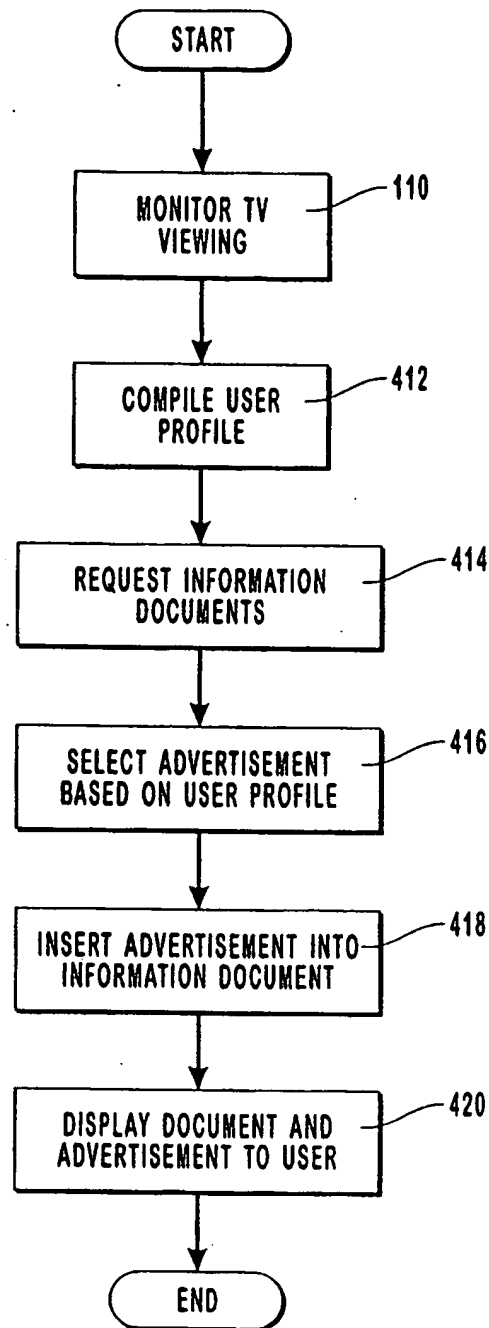 START
MONITOR TV
VIEWING
110
COMPILE USER
PROFILE
412
REQUEST INFORMATION
DOCUMENTS
414
SELECT ADVERTISEMENT
BASED ON USER PROFILE
416
INSERT ADVERTISEMENT INTO
INFORMATION DOCUMENT
418
DISPLAY DOCUMENT AND
ADVERTISEMENT TO USER
420
END